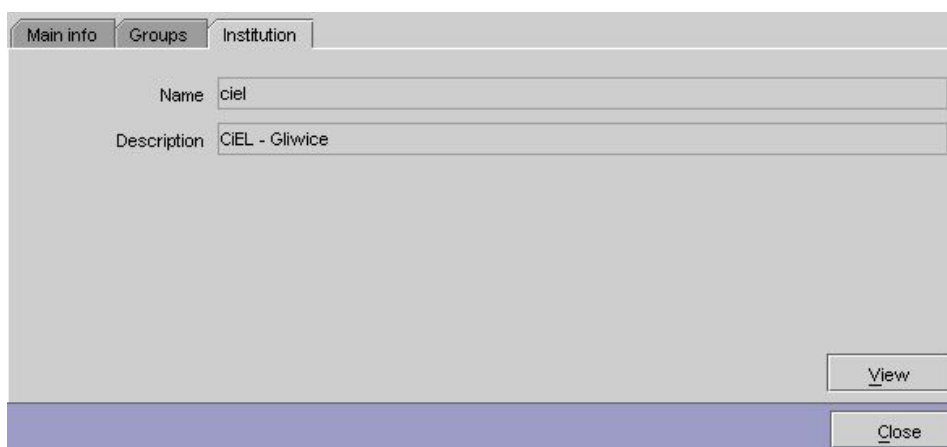 Main info Groups Institution
Name ciel
Description CiEL - Gliwice
View
Close